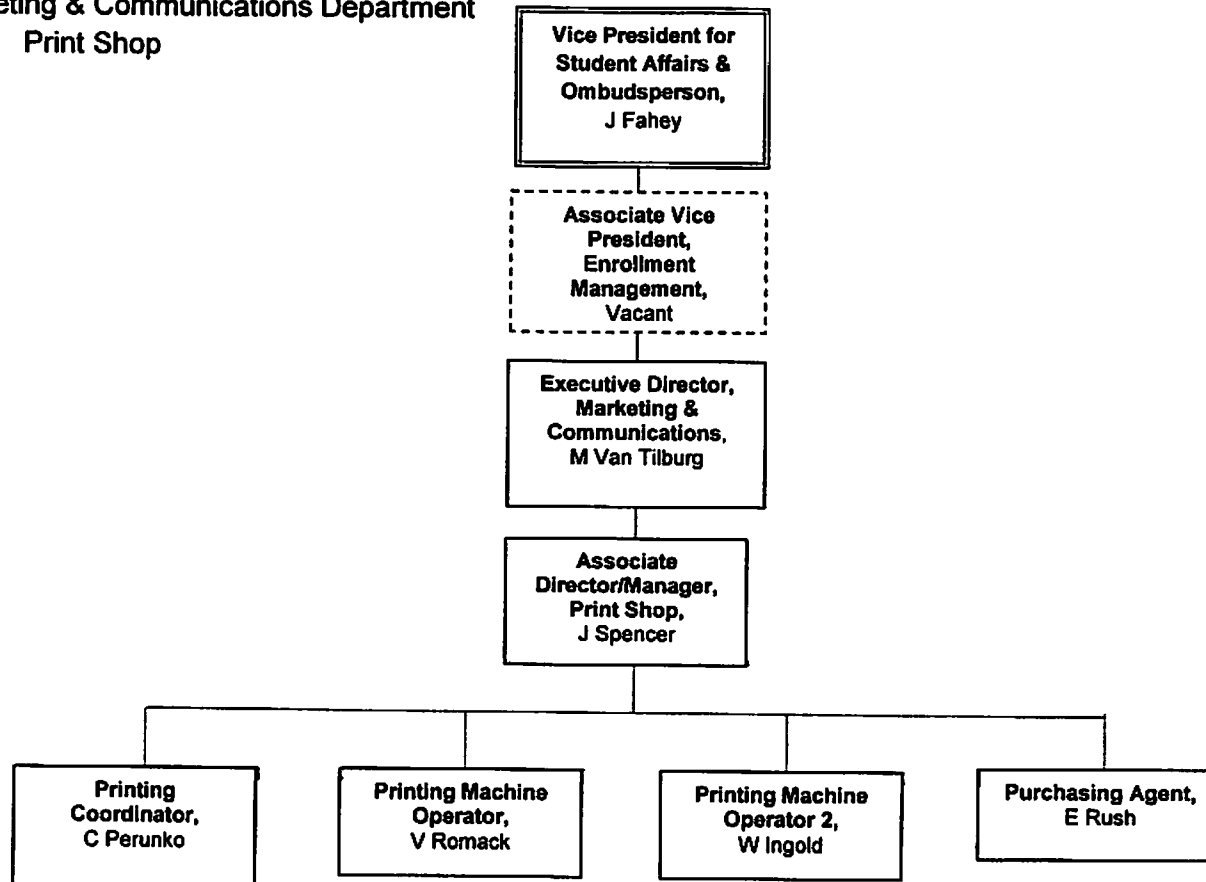 eting & Communications Department
Print Shop
Vice President for
Student Affairs &
Ombudsperson,
J Fahey
Associate Vice
President,
Enrollment
Management,
Vacant
Executive Director,
Marketing &
Communications,
M Van Tilburg
Associate
Director/Manager,
Print Shop,
J Spencer
Printing
Coordinator,
C Perunko
Printing Machine
Operator,
V Romack
Printing Machine
Operator 2,
W Ingold
Purchasing Agent,
E Rush